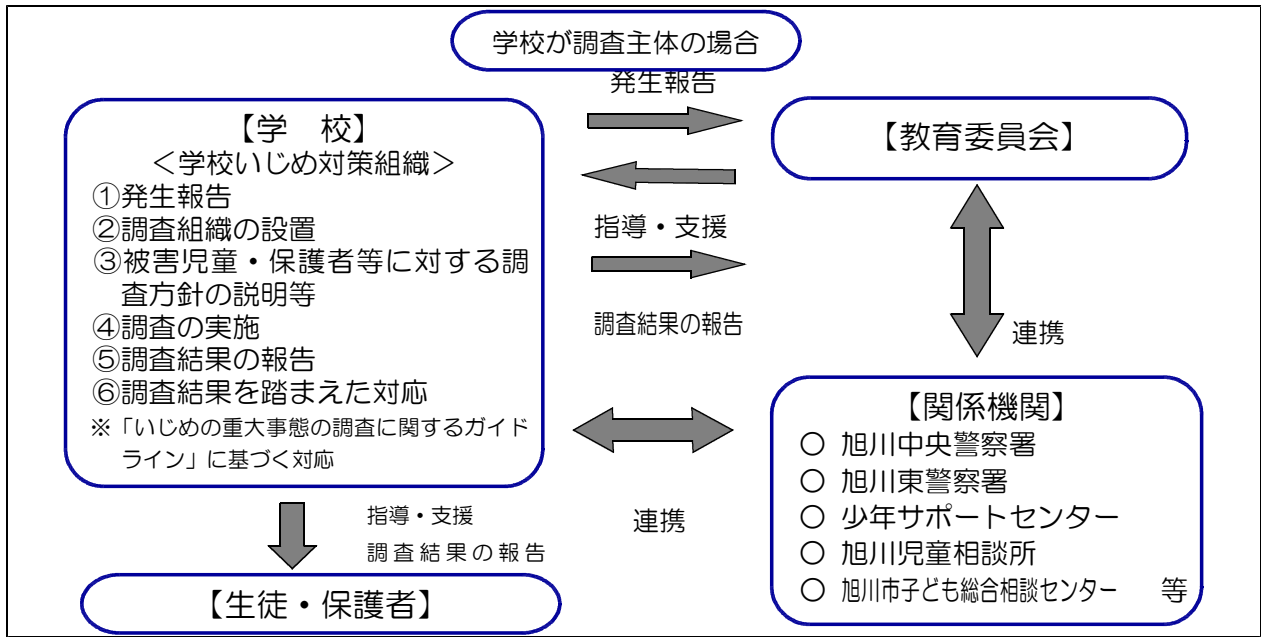 学校が調査主体の場合
発生報告
【学　校】
＜学校いじめ対策組織＞
①発生報告
②調査組織の設置
③被害児童・保護者等に対する調
査方針の説明等
④調査の実施
⑤調査結果の報告
⑥調査結果を踏まえた対応
※「いじめの重大事態の調査に関するガイド
ライン」に基づく対応
指導・支援
調査結果の報告
【教育委員会】
連携
連携
【関係機関】
〇 旭川中央警察署
〇 旭川東警察署
〇 少年サポートセンター
〇 旭川児童相談所
〇 旭川市子ども総合相談センター　等
指導・支援
調査結果の報告
【生徒・保護者】